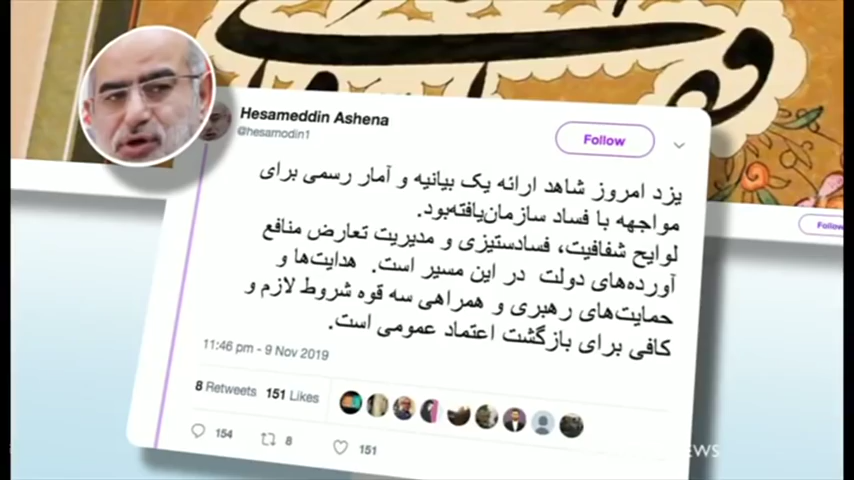 Hesameddin Ashena
@hesamodin1
Follow
یزد امروز شاهد ارائه یک بیانیه و آمار رسمی برای
مواجهه با فساد سازمان‌یافته‌بود.
لوایح شفافیت، فسادستیزی و مدیریت تعارض منافع
آورده‌های دولت در این مسیر است. هدایت‌ها و
حمایت‌های رهبری و همراهی سه قوه شروط لازم و
کافی برای بازگشت اعتماد عمومی است.
11:46 pm - 9 Nov 2019
8 Retweets 151 Likes
154 8 151